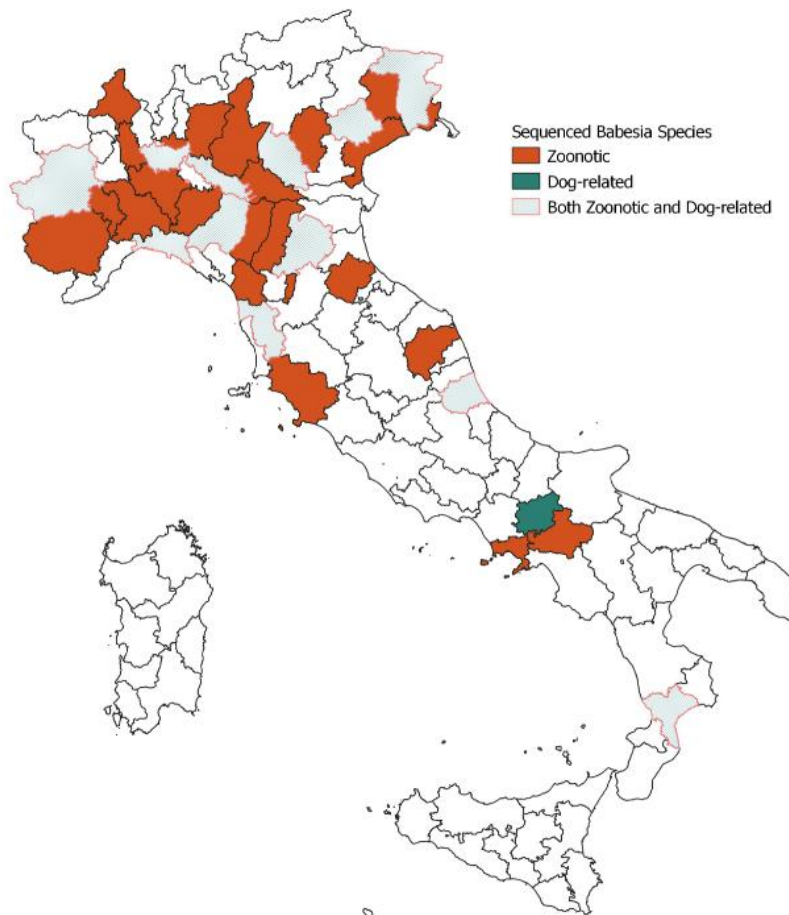 Sequenced Babesia Species
Zoonotic
Dog-related
Both Zoonotic and Dog-related